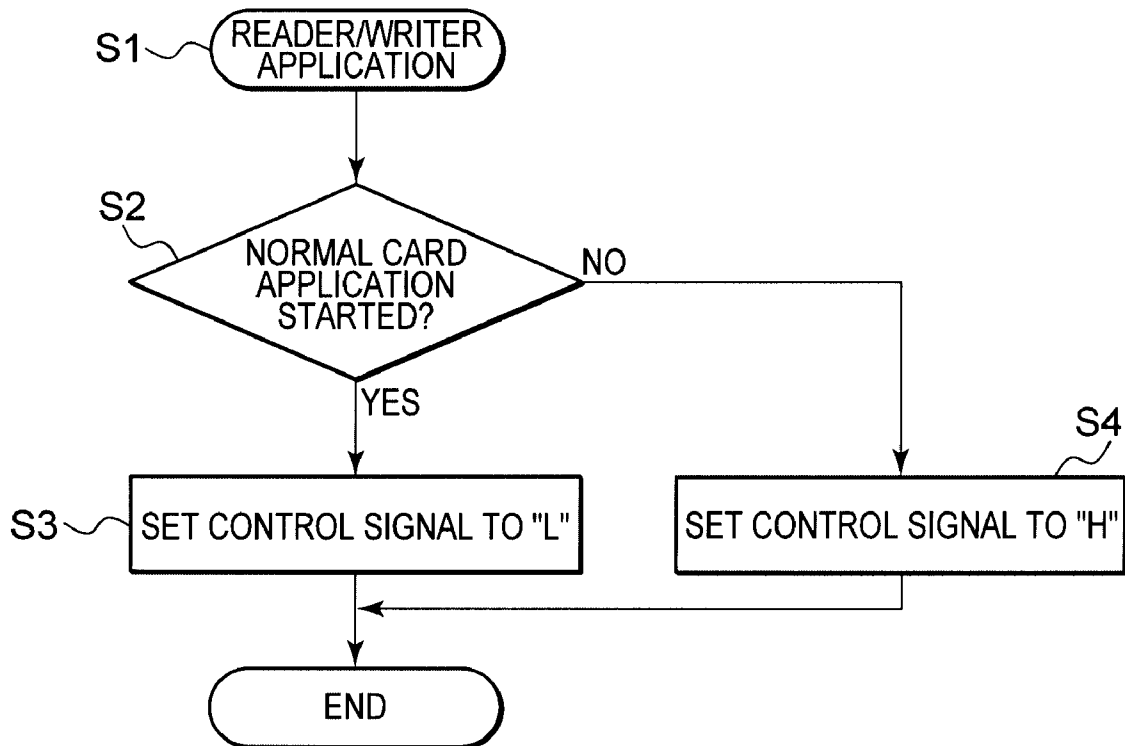 S1
READER/WRITER
APPLICATION
S2
NORMAL CARD
APPLICATION
STARTED?
NO
YES
S4
S3
SET CONTROL SIGNAL TO "L"
SET CONTROL SIGNAL TO "H"
END